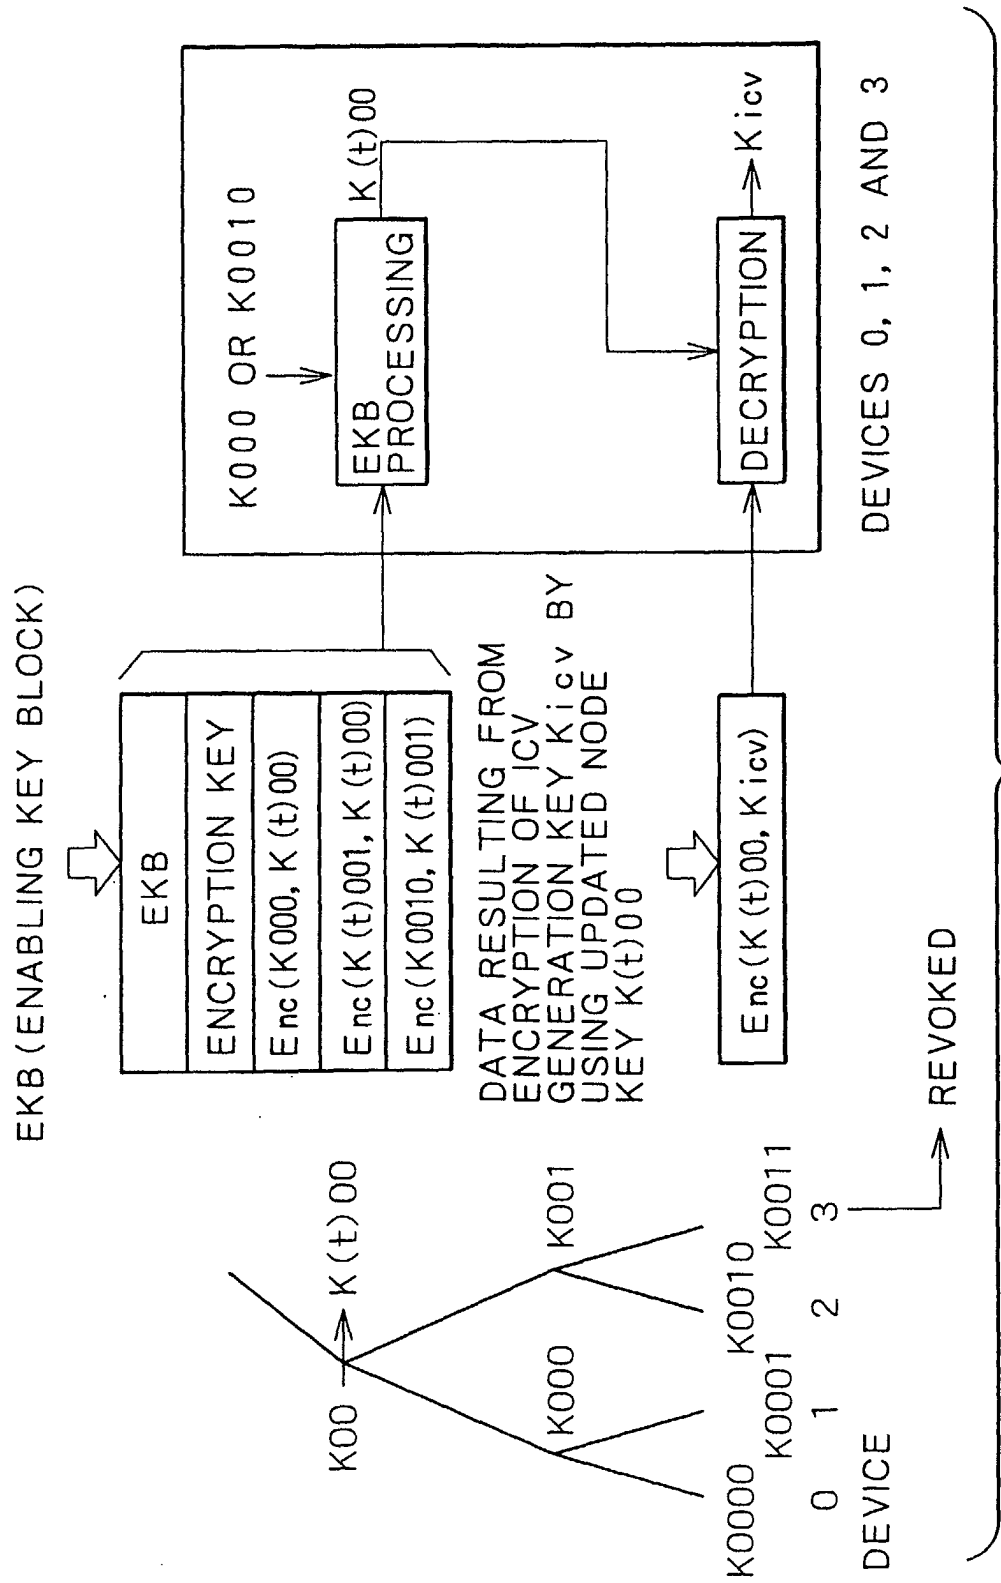 EKB(ENABLING KEY BLOCK)
EKB
ENCRYPTION KEY
Enc(K000, K(t)00)
Enc(K(t)001, K(t)00)
Enc(K0010, K(t)001)
K000 OR K0010
EKB
PROCESSING
K(t)00
DATA RESULTING FROM
ENCRYPTION OF ICV
GENERATION KEY Kicv BY
USING UPDATED NODE
KEY K(t)00
Enc(K(t)00, Kicv)
DECRYPTION
Kicv
DEVICES 0, 1, 2 AND 3
K00
K(t)00
K000
K001
K0000
K0001
K0010
K0011
0 1 2 3
DEVICE
REVOKED